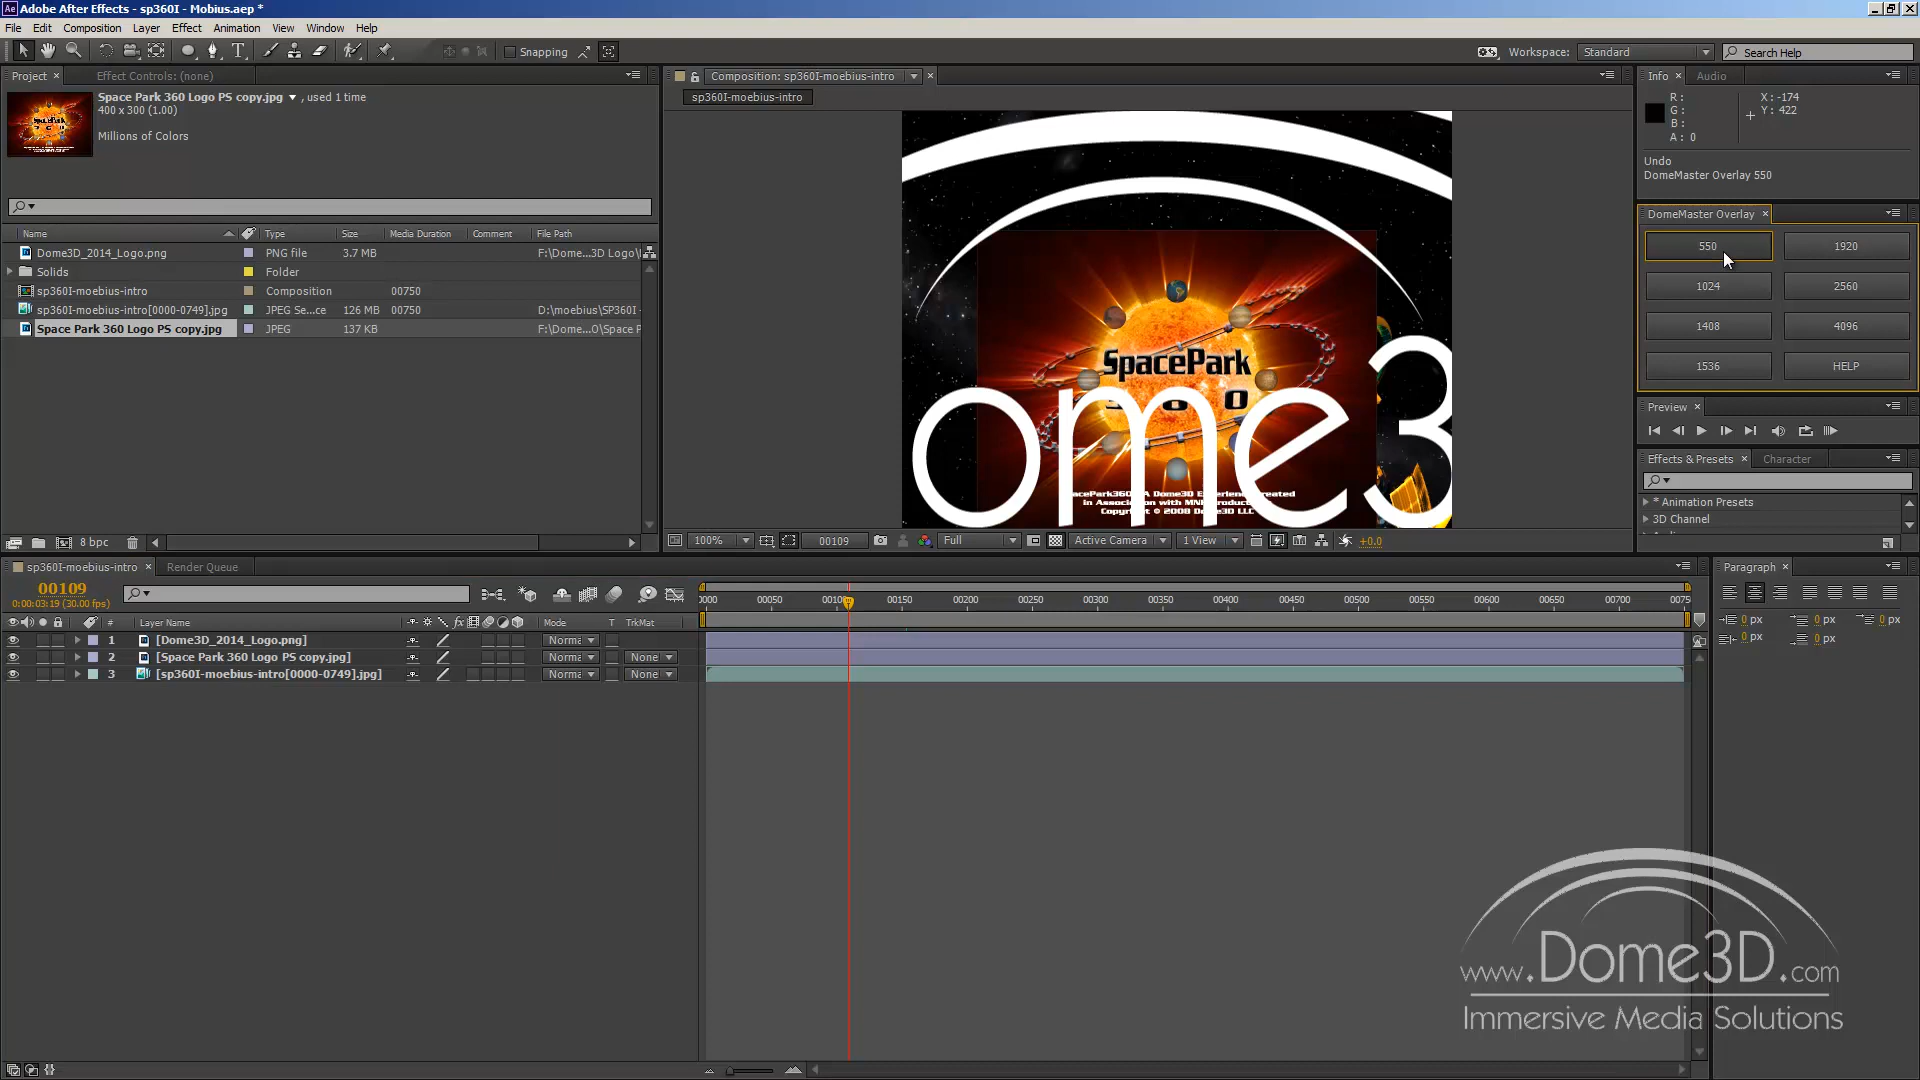 Adobe After Effects - sp360I - Mobius.aep *
File Edit Composition Layer Effect Animation View Window Help
Snapping
Workspace: Standard
Search Help
Project
Effect Controls: (none)
Space Park 360 Logo PS copy.jpg , used 1 time
400 x 300 (1.00)
Millions of Colors
Name Type Size Media Duration Comment File Path
Dome3D_2014_Logo.png PNG file 3.7 MB F:\Dome...3D Logo\
Solids Folder
sp360I-moebius-intro Composition 00750
sp360I-moebius-intro[0000-0749].jpg JPEG Se...ce 126 MB 00750 D:\moebius\SP360I
Space Park 360 Logo PS copy.jpg JPEG 137 KB F:\Dome...O\Space P
8 bpc
Composition: sp360I-moebius-intro
sp360I-moebius-intro
SpacePark
ome3
Copyright © 2008 Dome3D LLC
100% 00109 Full Active Camera 1 View +0.0
Info Audio
R: X: -174
G: Y: 422
B:
A: 0
Undo
DomeMaster Overlay 550
DomeMaster Overlay
550 1920
1024 2560
1408 4096
1536 HELP
Preview
Effects & Presets Character
* Animation Presets
3D Channel
sp360I-moebius-intro Render Queue
00109
0:00:03:19 (30.00 fps)
0000 00050 0010 00150 00200 00250 00300 00350 00400 00450 00500 00550 00600 00650 00700 0075
# Layer Name fx Mode T TrkMat
1 [Dome3D_2014_Logo.png] Norma
2 [Space Park 360 Logo PS copy.jpg] Norma None
3 [sp360I-moebius-intro[0000-0749].jpg] Norma None
Paragraph
0 px 0 px 0 px
0 px 0 px
www.Dome3D.com
Immersive Media Solutions